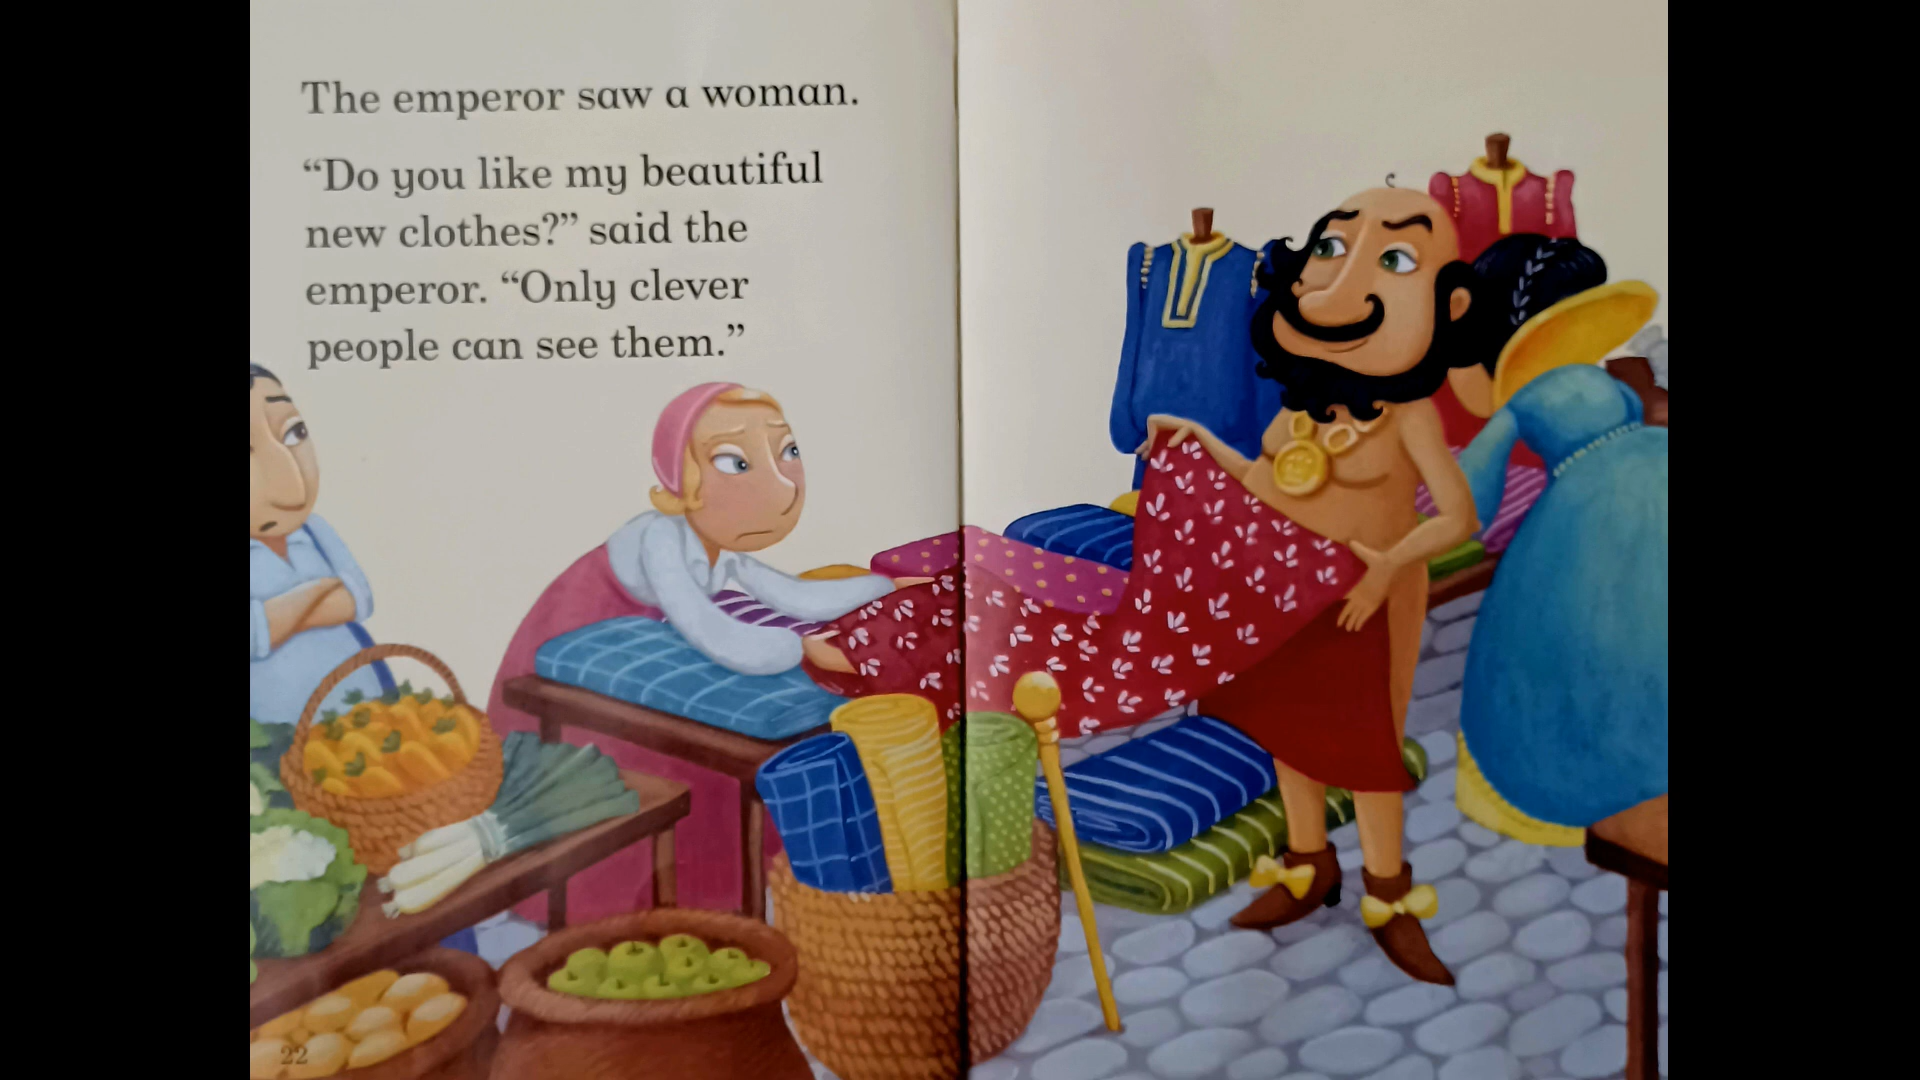 The emperor saw a woman.
“Do you like my beautiful
new clothes?” said the
emperor. “Only clever
people can see them.”
22